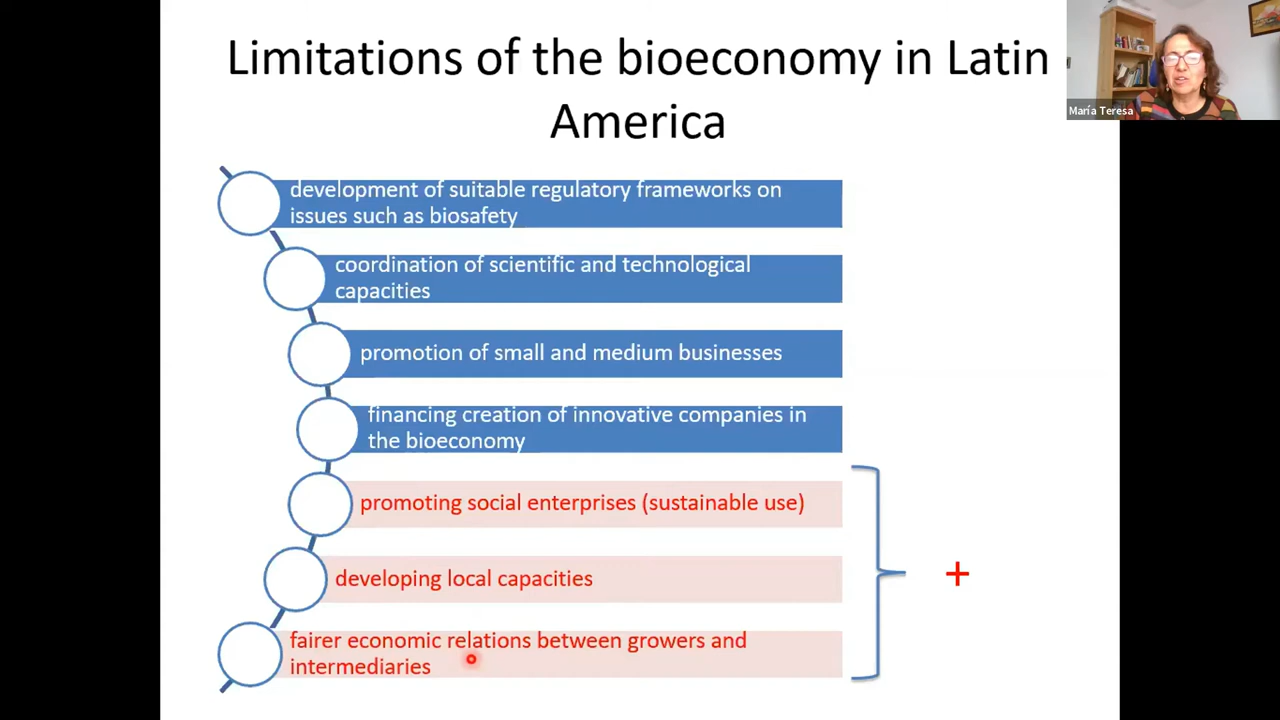 Limitations of the bioeconomy in Latin
America
María Teresa
development of suitable regulatory frameworks on
issues such as biosafety
coordination of scientific and technological
capacities
promotion of small and medium businesses
financing creation of innovative companies in
the bioeconomy
promoting social enterprises (sustainable use)
developing local capacities
fairer economic relations between growers and
intermediaries
+